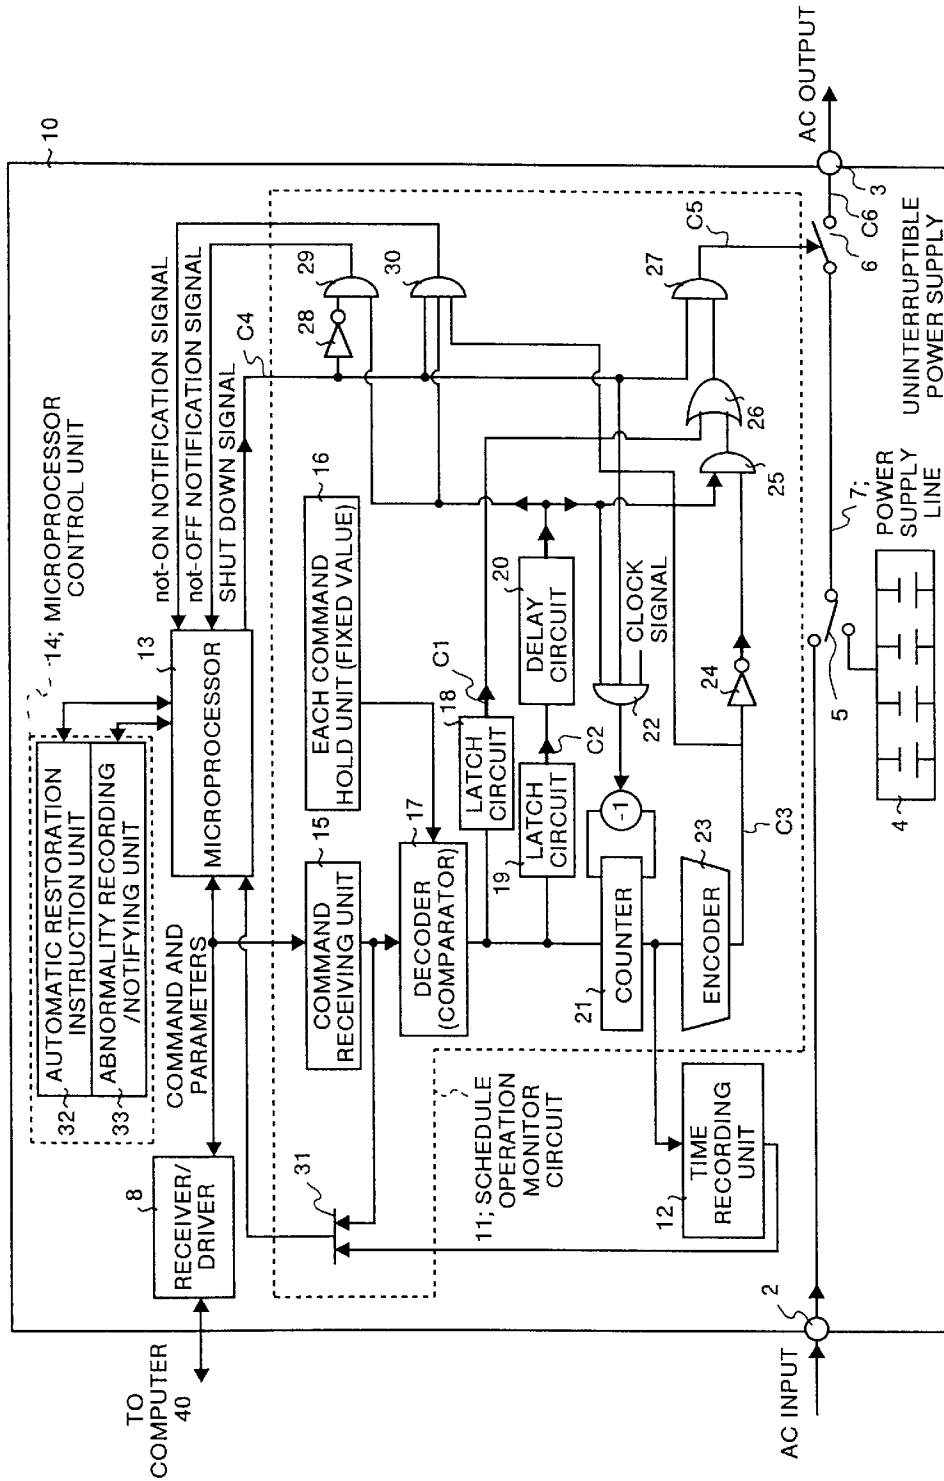 10
14; MICROPROCESSOR
CONTROL UNIT
AUTOMATIC RESTORATION
INSTRUCTION UNIT
32
ABNORMALITY RECORDING
/NOTIFYING UNIT
33
13
MICROPROCESSOR
not-ON NOTIFICATION SIGNAL
not-OFF NOTIFICATION SIGNAL
SHUT DOWN SIGNAL
TO
COMPUTER
40
8
RECEIVER/
DRIVER
COMMAND AND
PARAMETERS
31
15
COMMAND
RECEIVING UNIT
16
EACH COMMAND
HOLD UNIT (FIXED VALUE)
C4
28
29
30
17
DECODER
(COMPARATOR)
18
LATCH
CIRCUIT
C1
19
LATCH
CIRCUIT
C2
20
DELAY
CIRCUIT
11; SCHEDULE
OPERATION
MONITOR
CIRCUIT
21
COUNTER
-1
22
CLOCK
SIGNAL
23
ENCODER
C3
24
25
26
27
C5
12
TIME
RECORDING
UNIT
AC INPUT
2
5
4
7;
POWER
SUPPLY
LINE
6
C6
3
AC OUTPUT
UNINTERRUPTIBLE
POWER SUPPLY